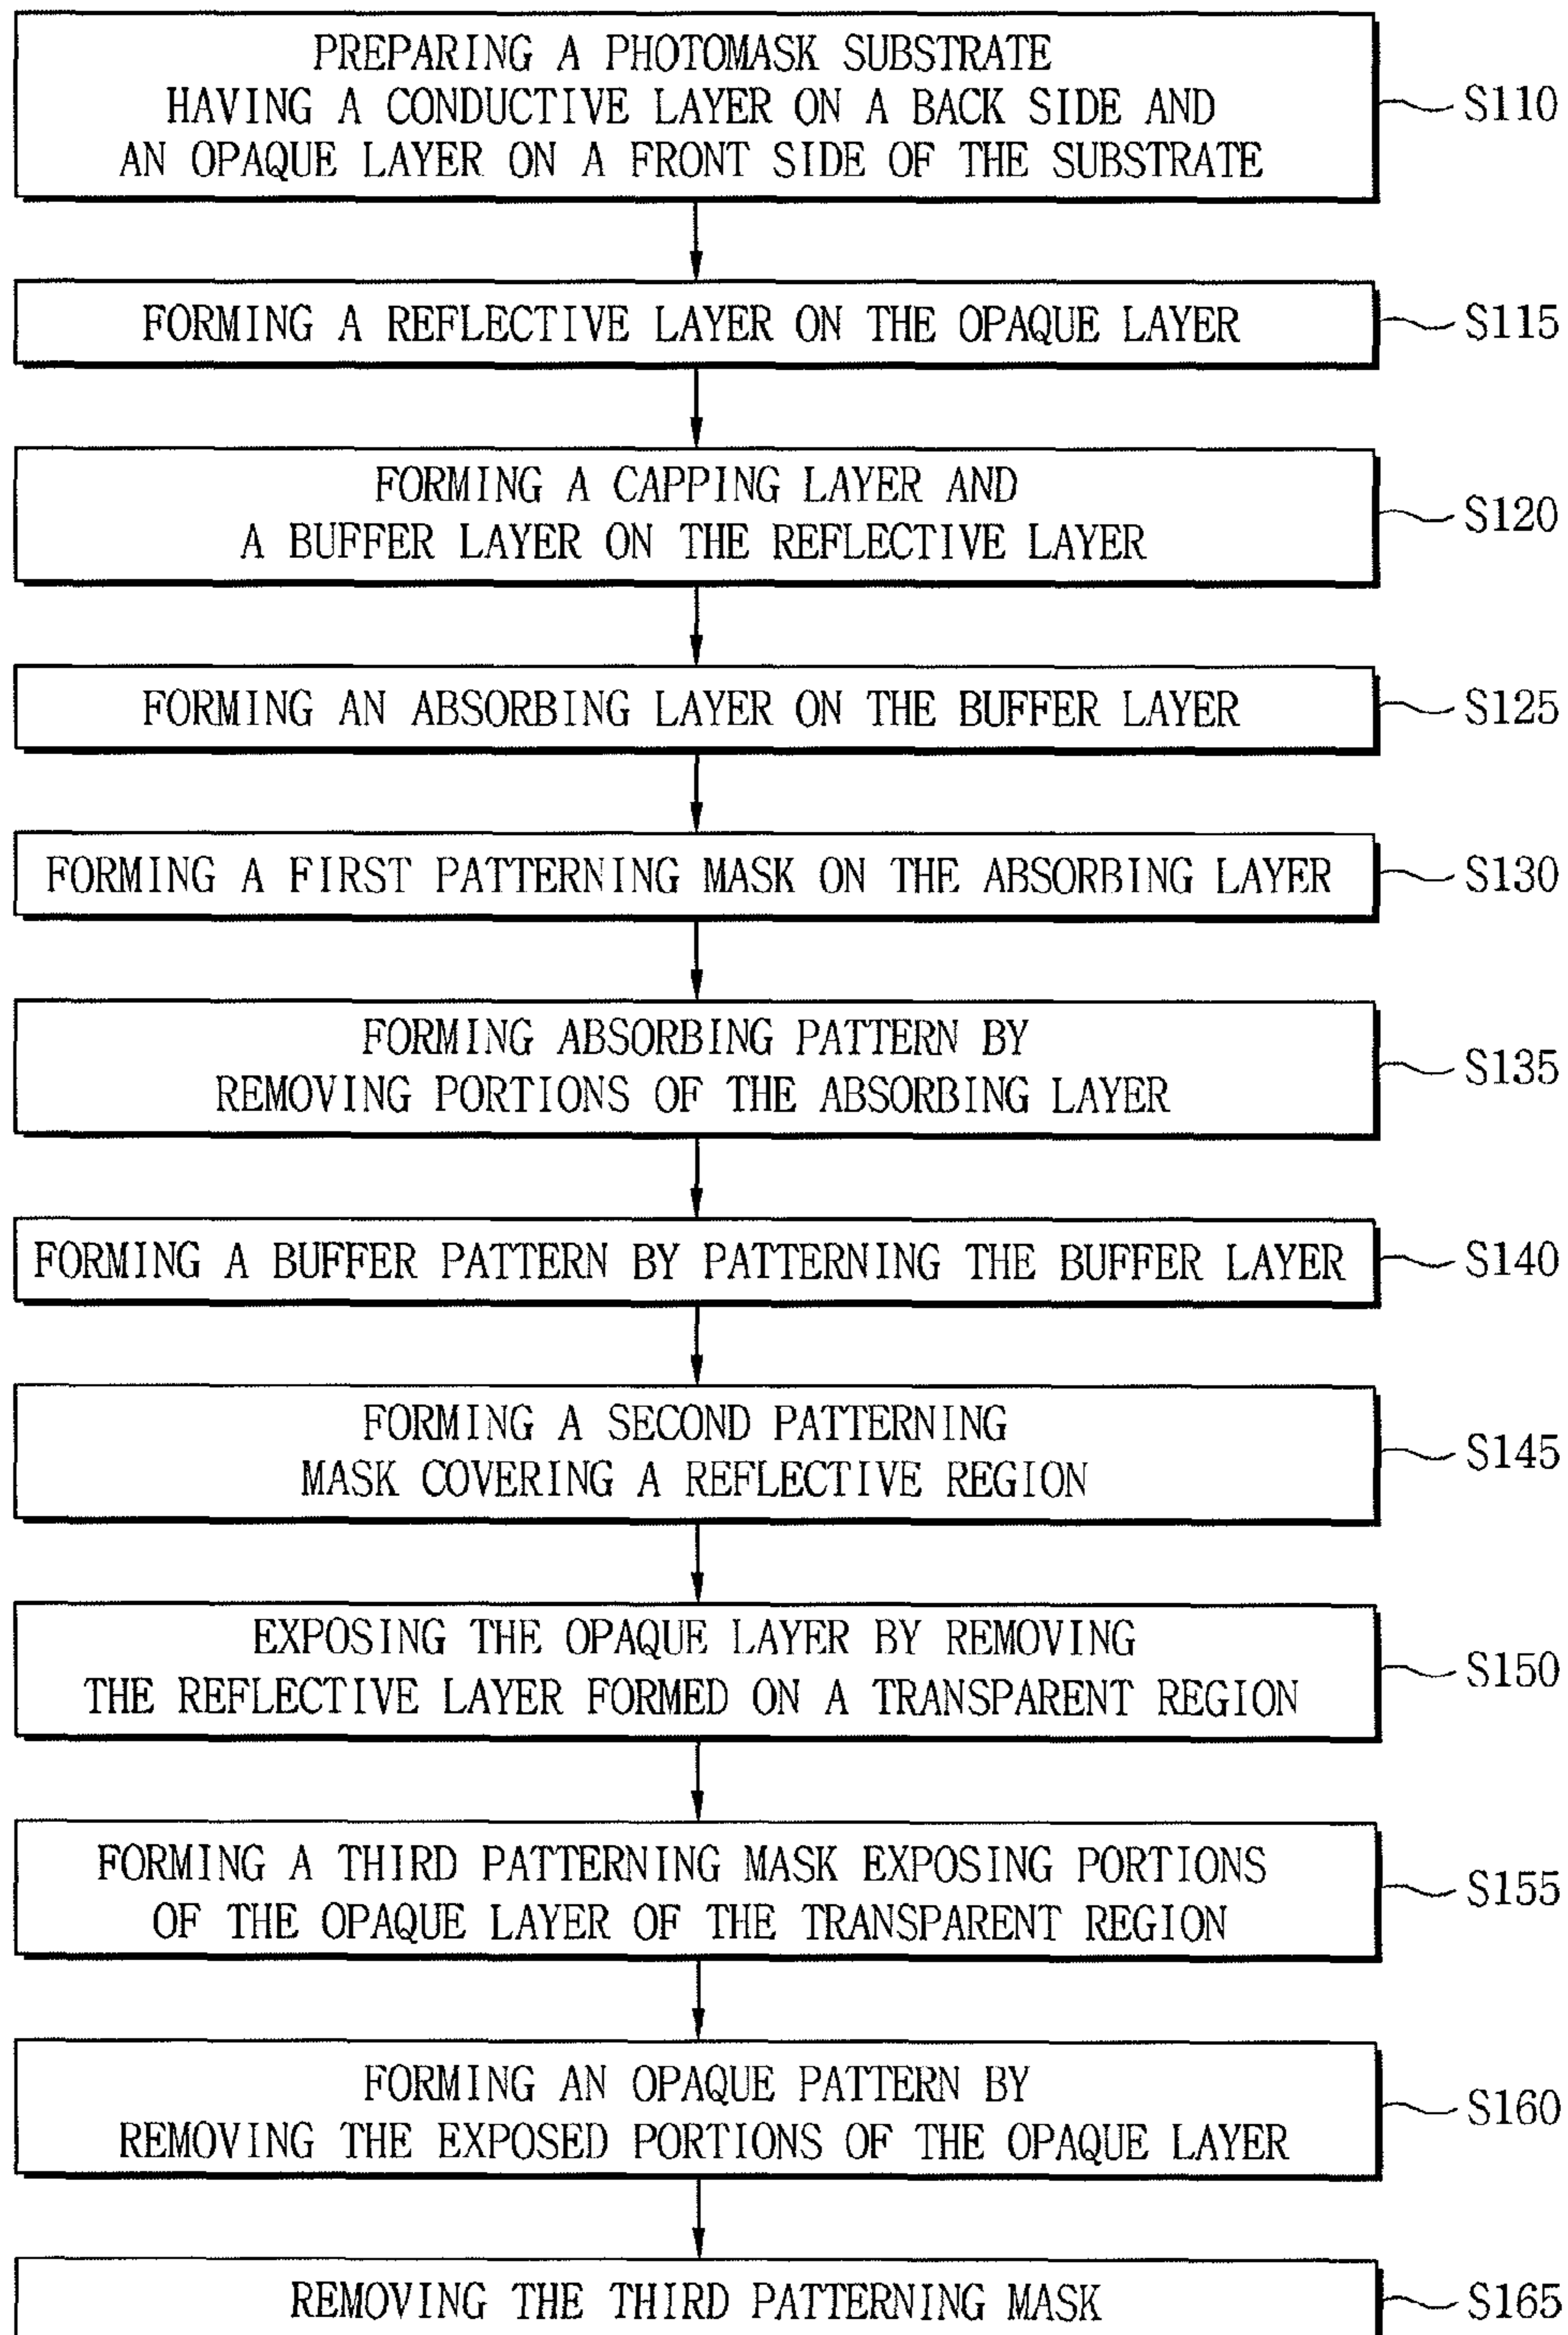 PREPARING A PHOTOMASK SUBSTRATE
HAVING A CONDUCTIVE LAYER ON A BACK SIDE AND
AN OPAQUE LAYER ON A FRONT SIDE OF THE SUBSTRATE
S110
FORMING A REFLECTIVE LAYER ON THE OPAQUE LAYER
S115
FORMING A CAPPING LAYER AND
A BUFFER LAYER ON THE REFLECTIVE LAYER
S120
FORMING AN ABSORBING LAYER ON THE BUFFER LAYER
S125
FORMING A FIRST PATTERNING MASK ON THE ABSORBING LAYER
S130
FORMING ABSORBING PATTERN BY
REMOVING PORTIONS OF THE ABSORBING LAYER
S135
FORMING A BUFFER PATTERN BY PATTERNING THE BUFFER LAYER
S140
FORMING A SECOND PATTERNING
MASK COVERING A REFLECTIVE REGION
S145
EXPOSING THE OPAQUE LAYER BY REMOVING
THE REFLECTIVE LAYER FORMED ON A TRANSPARENT REGION
S150
FORMING A THIRD PATTERNING MASK EXPOSING PORTIONS
OF THE OPAQUE LAYER OF THE TRANSPARENT REGION
S155
FORMING AN OPAQUE PATTERN BY
REMOVING THE EXPOSED PORTIONS OF THE OPAQUE LAYER
S160
REMOVING THE THIRD PATTERNING MASK
S165